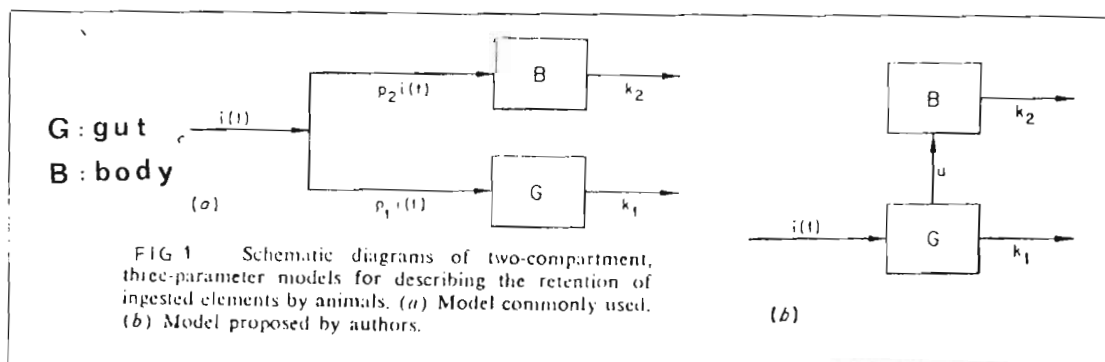 B
p₂ i(t)
k₂
G : gut
i(t)
B : body
(a)
G
p₁ i(t)
k₁
FIG 1 Schematic diagrams of two-compartment,
three-parameter models for describing the retention of
ingested elements by animals. (a) Model commonly used.
(b) Model proposed by authors.
B
k₂
u
i(t)
G
k₁
(b)